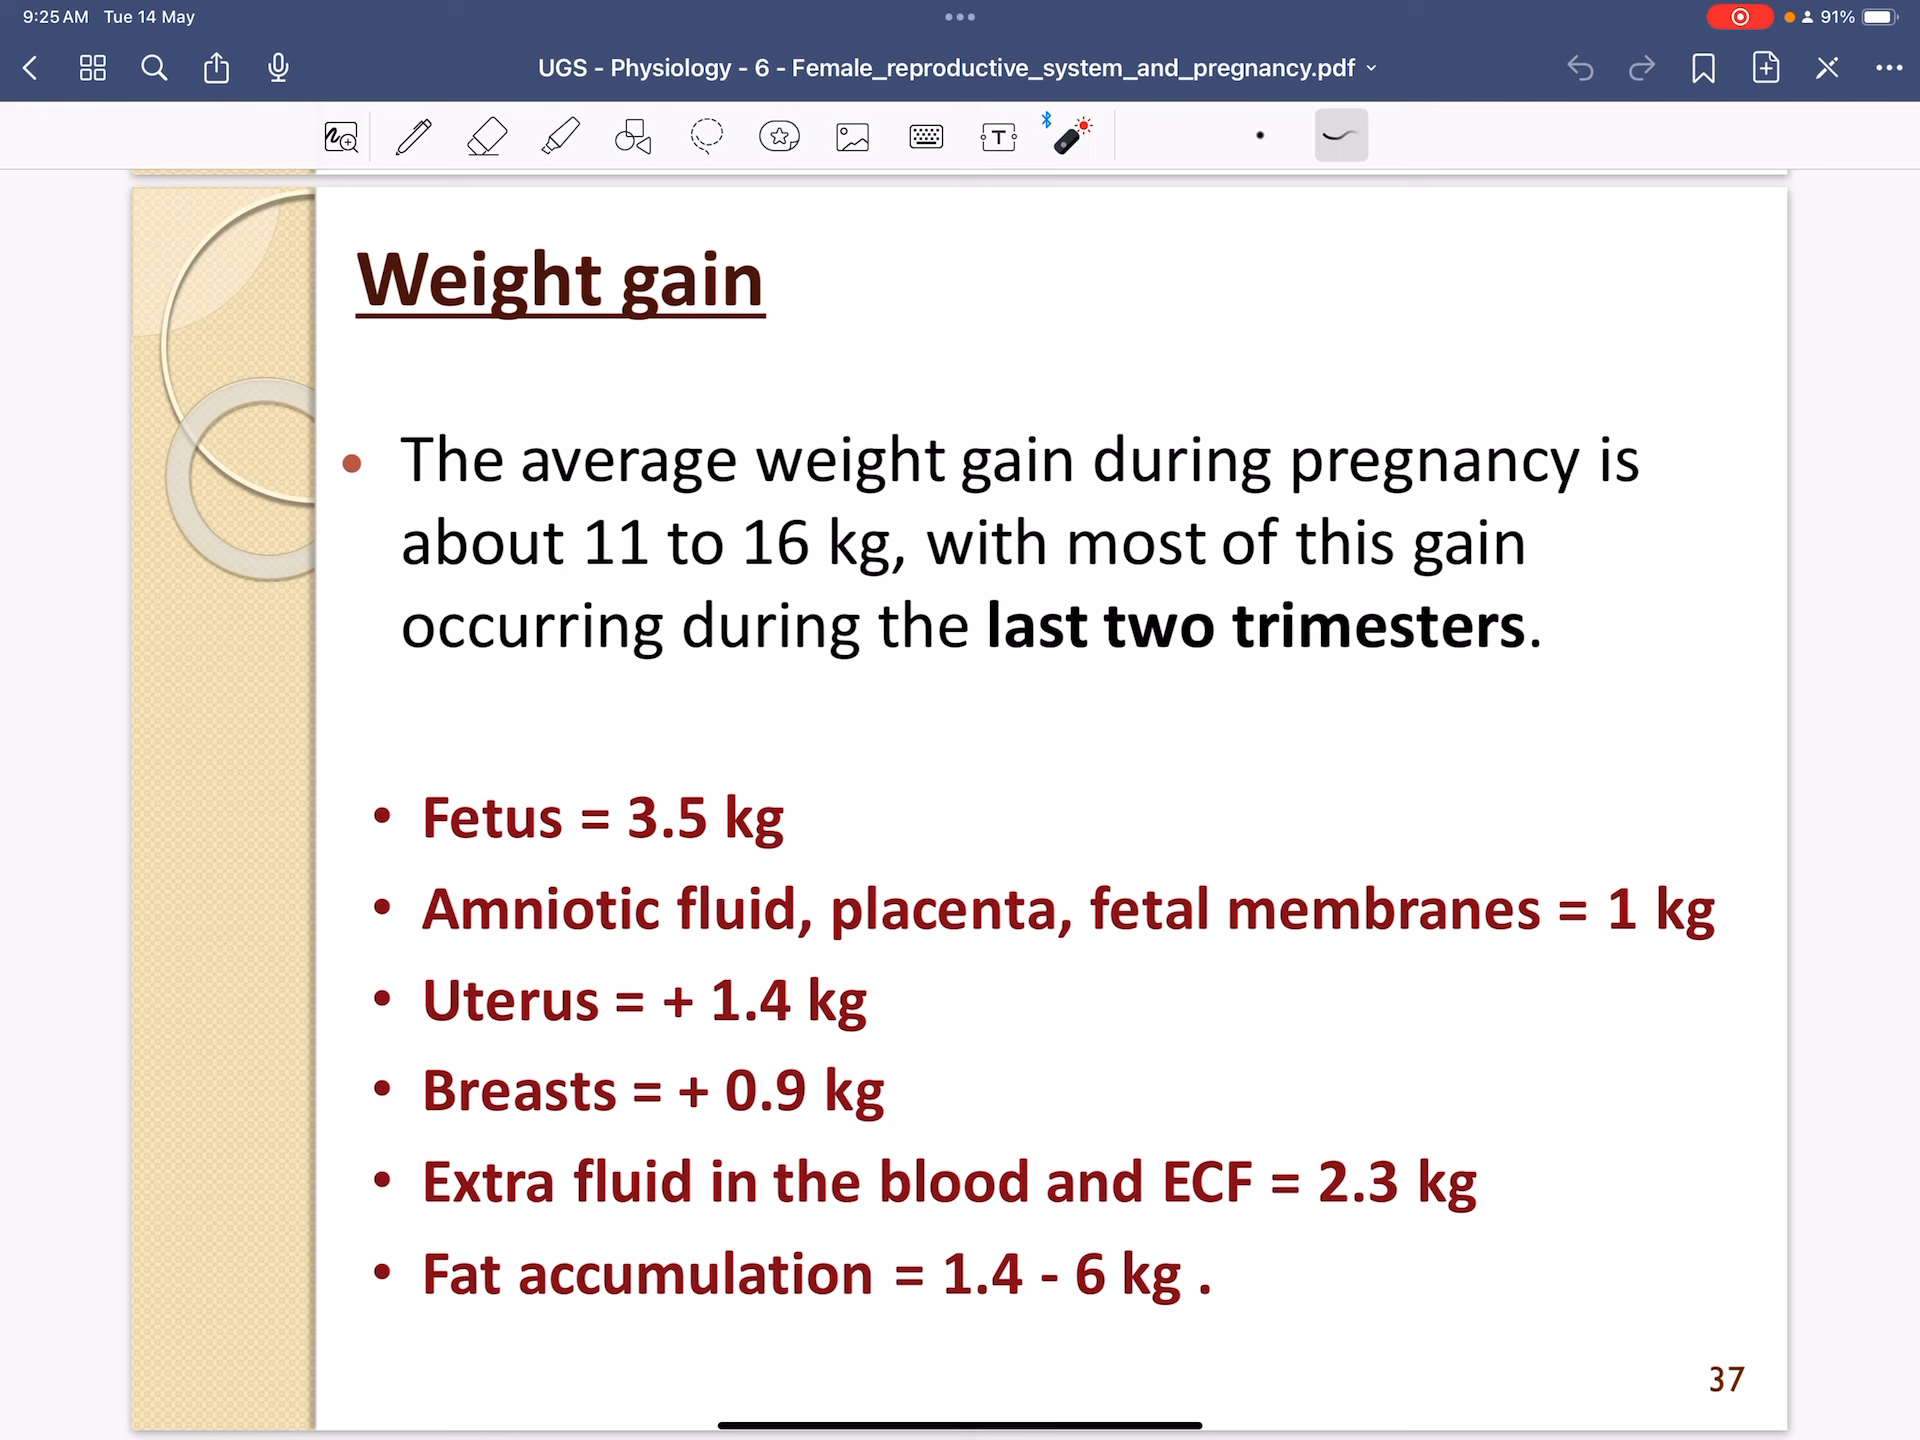 9:25 AM Tue 14 May
91%
UGS - Physiology - 6 - Female_reproductive_system_and_pregnancy.pdf
T
Weight gain
• The average weight gain during pregnancy is
about 11 to 16 kg, with most of this gain
occurring during the last two trimesters.
• Fetus = 3.5 kg
• Amniotic fluid, placenta, fetal membranes = 1 kg
• Uterus = + 1.4 kg
• Breasts = + 0.9 kg
• Extra fluid in the blood and ECF = 2.3 kg
• Fat accumulation = 1.4 - 6 kg .
37